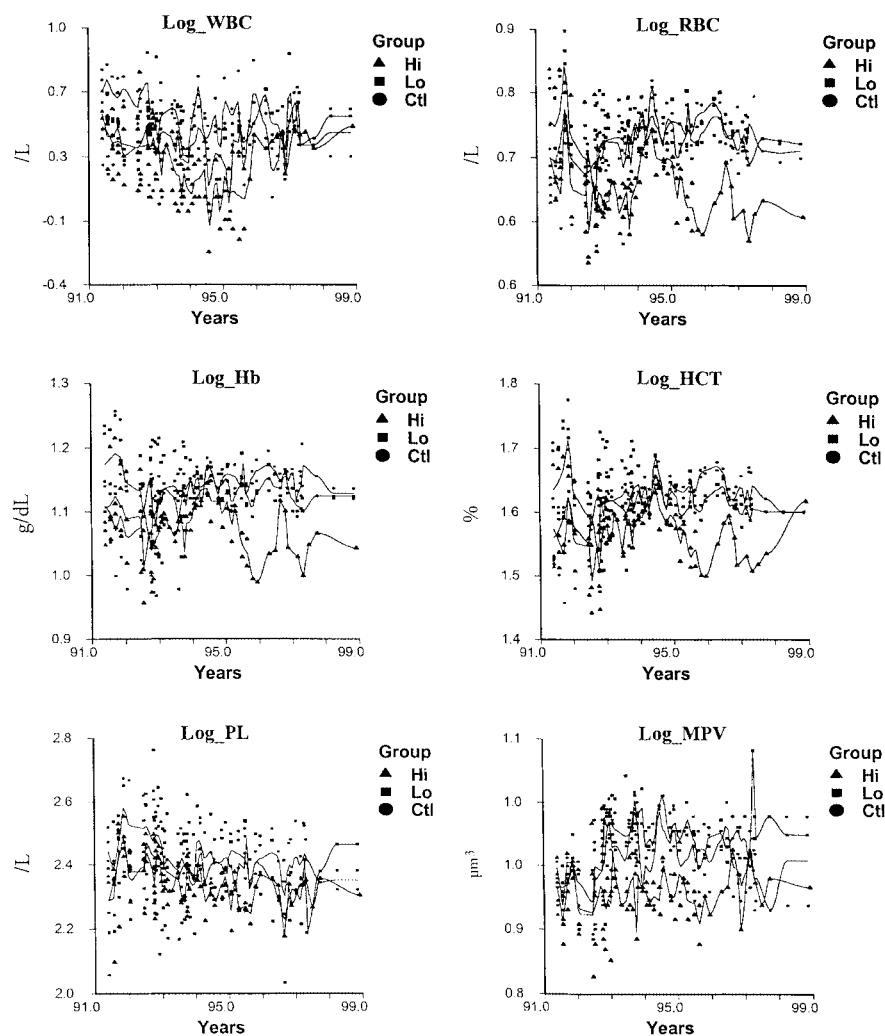 Log_WBC
1.0
0.7
0.3
-0.1
-0.4
/L
91.0
95.0
99.0
Years
Group
Hi
Lo
Ctl
Log_RBC
0.9
0.8
0.7
0.6
0.6
/L
91.0
95.0
99.0
Years
Group
Hi
Lo
Ctl
Log_Hb
1.3
1.2
1.1
1.0
0.9
g/dL
91.0
95.0
99.0
Years
Group
Hi
Lo
Ctl
Log_HCT
1.8
1.7
1.6
1.5
1.4
%
91.0
95.0
99.0
Years
Group
Hi
Lo
Ctl
Log_PL
2.8
2.6
2.4
2.2
2.0
/L
91.0
95.0
99.0
Years
Group
Hi
Lo
Ctl
Log_MPV
1.1
1.0
1.0
0.9
0.8
μm³
91.0
95.0
99.0
Years
Group
Hi
Lo
Ctl